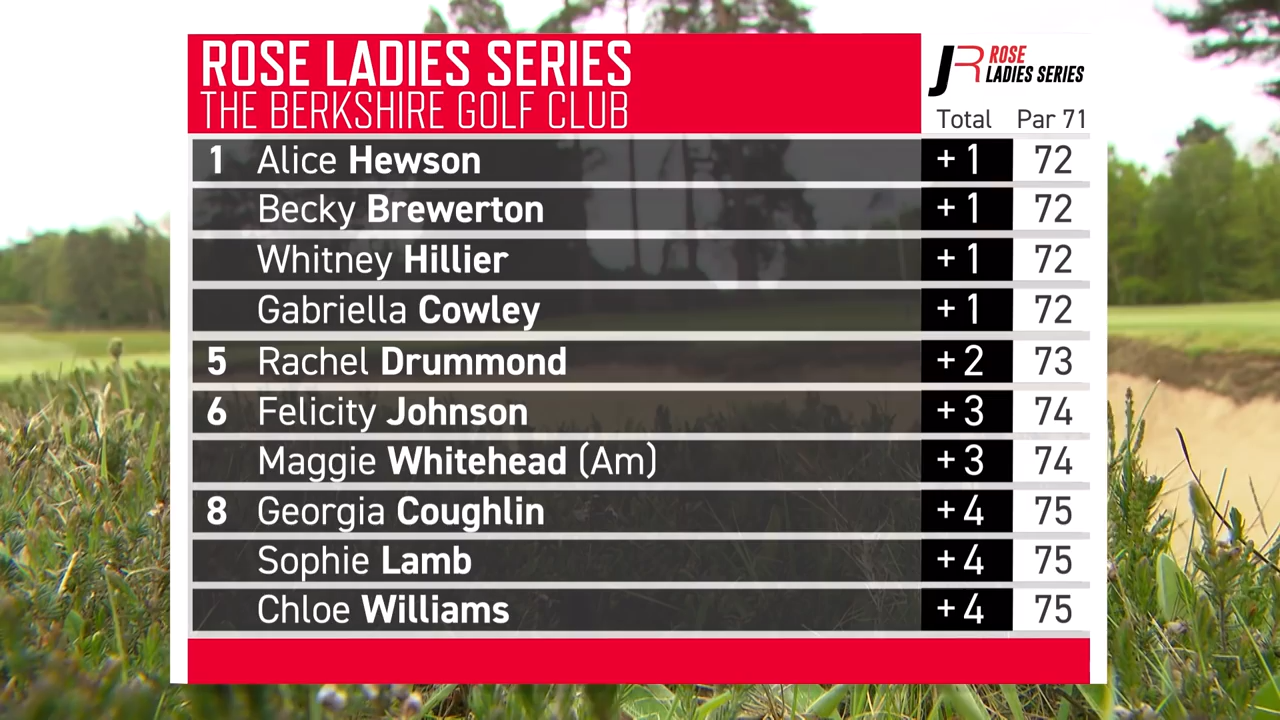 ROSE LADIES SERIES
THE BERKSHIRE GOLF CLUB
JR ROSE
LADIES SERIES
Total Par 71
1 Alice Hewson +1 72
Becky Brewerton +1 72
Whitney Hillier +1 72
Gabriella Cowley +1 72
5 Rachel Drummond +2 73
6 Felicity Johnson +3 74
Maggie Whitehead (Am) +3 74
8 Georgia Coughlin +4 75
Sophie Lamb +4 75
Chloe Williams +4 75